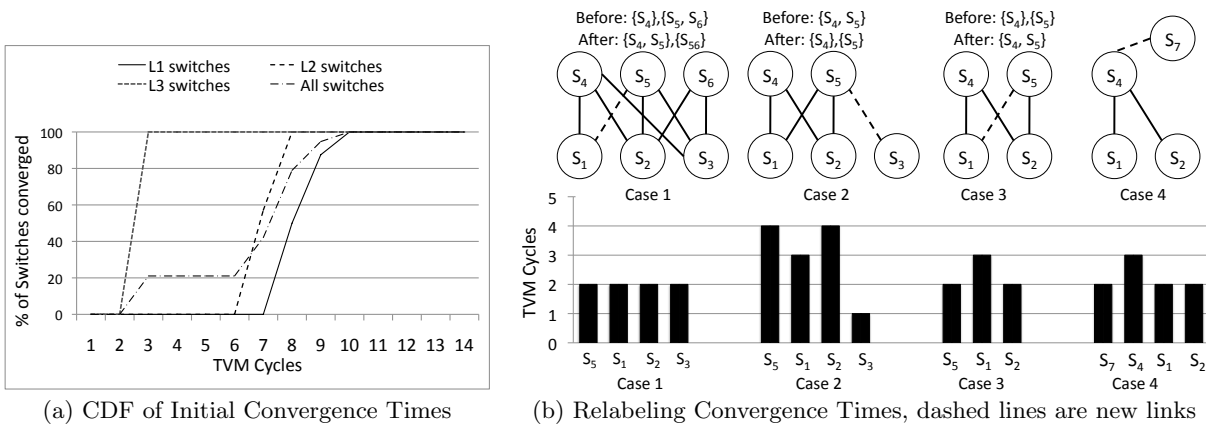 L1 switches
L2 switches
L3 switches
All switches
% of Switches converged
100
80
60
40
20
0
1 2 3 4 5 6 7 8 9 10 11 12 13 14
TVM Cycles
(a) CDF of Initial Convergence Times
Before: {S4},{S5, S6}
After: {S4, S5},{S56}
S4 S5 S6
S1 S2 S3
Case 1
Before: {S4, S5}
After: {S4},{S5}
S4 S5
S1 S2 S3
Case 2
Before: {S4},{S5}
After: {S4, S5}
S4 S5
S1 S2
Case 3
S7
S4
S1 S2
Case 4
TVM Cycles
5
4
3
2
1
0
S5 S1 S2 S3
Case 1
S5 S1 S2 S3
Case 2
S5 S1 S2
Case 3
S7 S4 S1 S2
Case 4
(b) Relabeling Convergence Times, dashed lines are new links